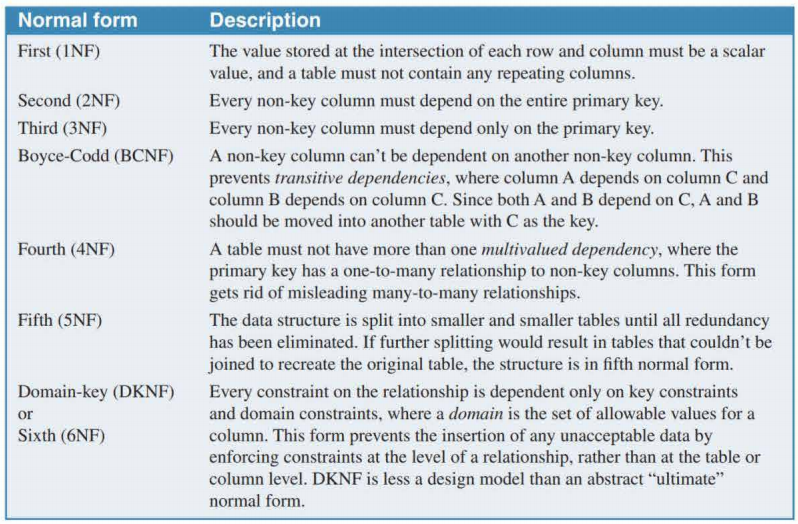 Normal form Description
First (1NF) The value stored at the intersection of each row and column must be a scalar
value, and a table must not contain any repeating columns.
Second (2NF) Every non-key column must depend on the entire primary key.
Third (3NF) Every non-key column must depend only on the primary key.
Boyce-Codd (BCNF) A non-key column can’t be dependent on another non-key column. This
prevents transitive dependencies, where column A depends on column C and
column B depends on column C. Since both A and B depend on C, A and B
should be moved into another table with C as the key.
Fourth (4NF) A table must not have more than one multivalued dependency, where the
primary key has a one-to-many relationship to non-key columns. This form
gets rid of misleading many-to-many relationships.
Fifth (5NF) The data structure is split into smaller and smaller tables until all redundancy
has been eliminated. If further splitting would result in tables that couldn’t be
joined to recreate the original table, the structure is in fifth normal form.
Domain-key (DKNF) Every constraint on the relationship is dependent only on key constraints
or and domain constraints, where a domain is the set of allowable values for a
Sixth (6NF) column. This form prevents the insertion of any unacceptable data by
enforcing constraints at the level of a relationship, rather than at the table or
column level. DKNF is less a design model than an abstract “ultimate”
normal form.